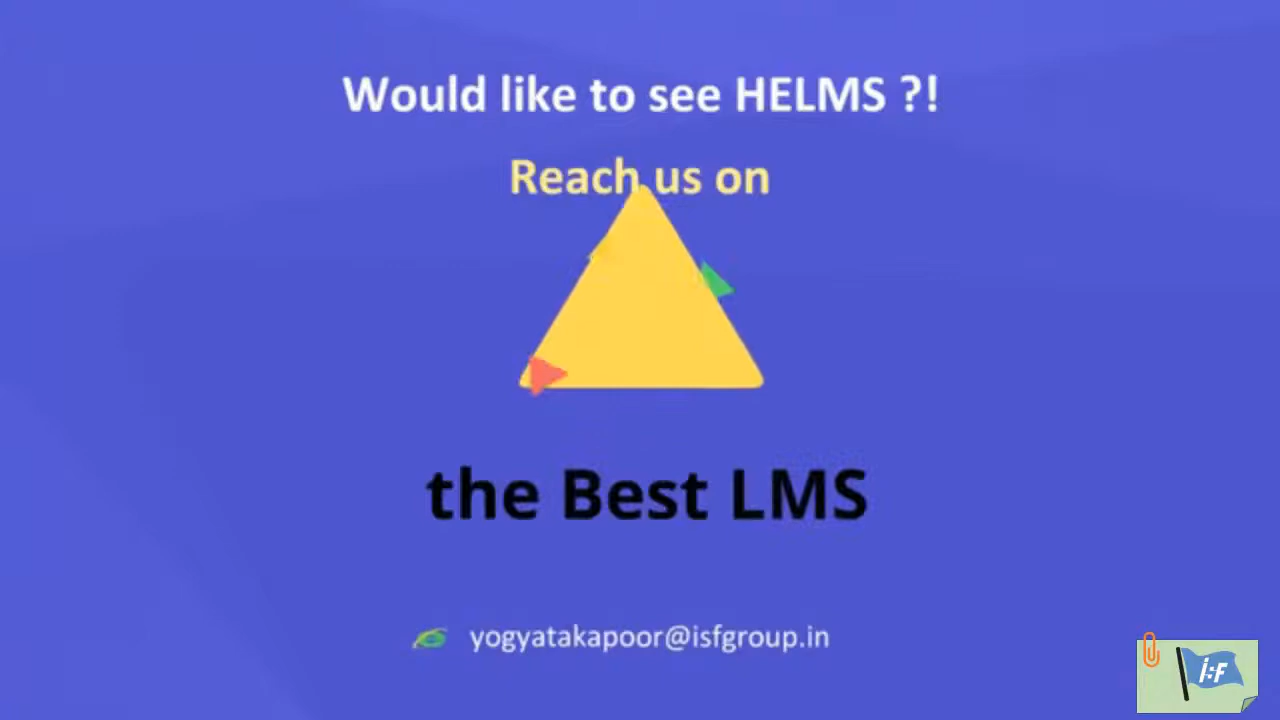 Would like to see HELMS ?!
Reach us on
the Best LMS
yogyatakapoor@isfgroup.in
i:F